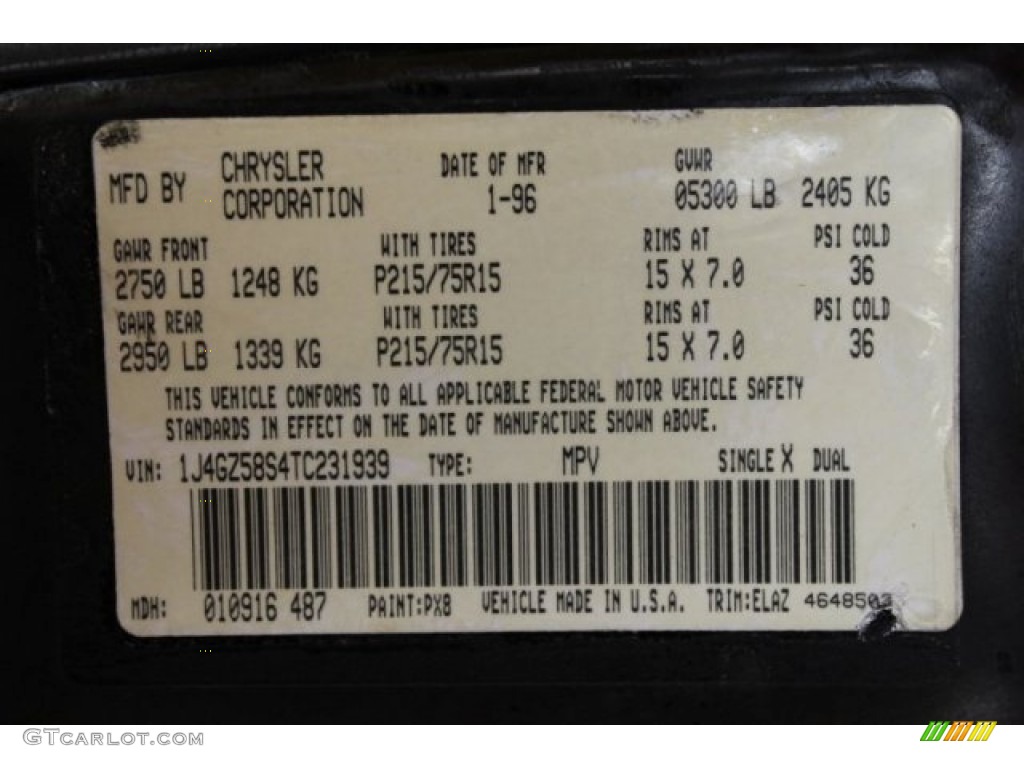 MFD BY CHRYSLER CORPORATION DATE OF MFR 1-96 GVWR 05300 LB 2405 KG
GAWR FRONT WITH TIRES RIMS AT PSI COLD
2750 LB 1248 KG P215/75R15 15 X 7.0 36
GAWR REAR WITH TIRES RIMS AT PSI COLD
2950 LB 1339 KG P215/75R15 15 X 7.0 36
THIS VEHICLE CONFORMS TO ALL APPLICABLE FEDERAL MOTOR VEHICLE SAFETY
STANDARDS IN EFFECT ON THE DATE OF MANUFACTURE SHOWN ABOVE.
VIN: 1J4GZ58S4TC231939 TYPE: MPV SINGLE X DUAL
MDH: 010916 487 PAINT:PX8 VEHICLE MADE IN U.S.A. TRIM:ELAZ 4648503
GTCARLOT.COM